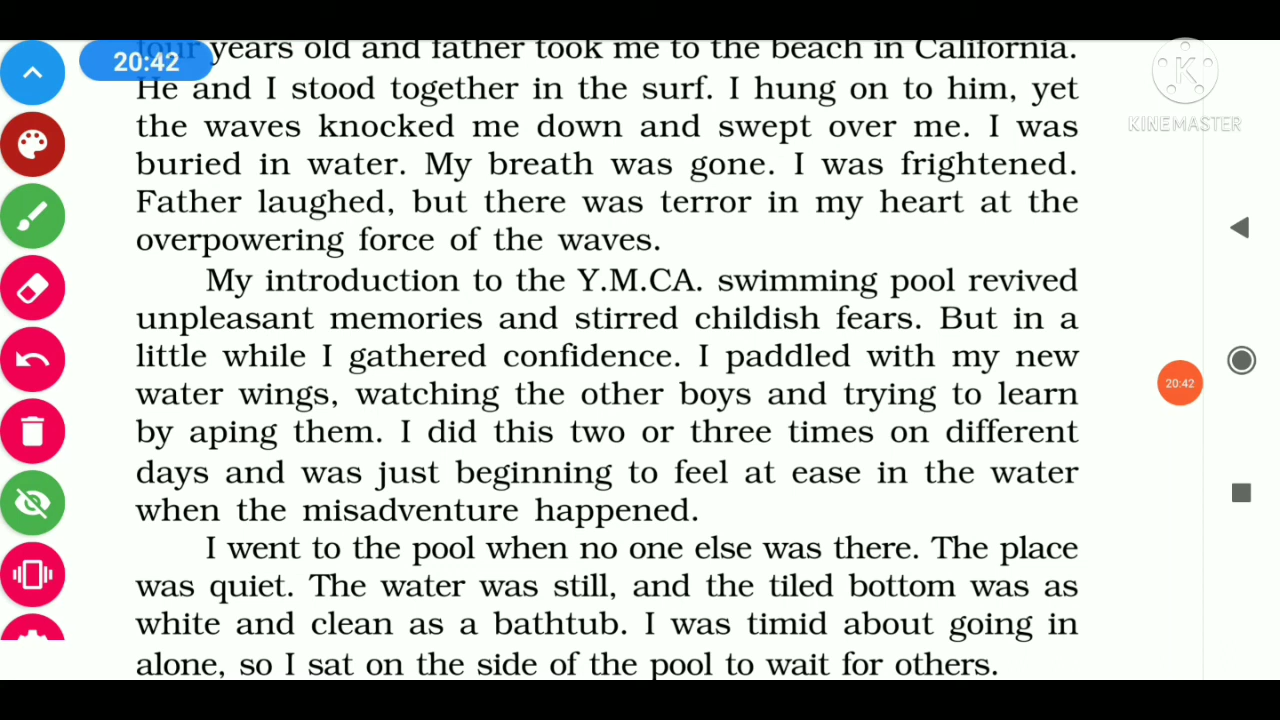 20:42
four years old and father took me to the beach in California.
He and I stood together in the surf. I hung on to him, yet
the waves knocked me down and swept over me. I was
buried in water. My breath was gone. I was frightened.
Father laughed, but there was terror in my heart at the
overpowering force of the waves.
My introduction to the Y.M.CA. swimming pool revived
unpleasant memories and stirred childish fears. But in a
little while I gathered confidence. I paddled with my new
water wings, watching the other boys and trying to learn
by aping them. I did this two or three times on different
days and was just beginning to feel at ease in the water
when the misadventure happened.
I went to the pool when no one else was there. The place
was quiet. The water was still, and the tiled bottom was as
white and clean as a bathtub. I was timid about going in
alone, so I sat on the side of the pool to wait for others.
K
KINEMASTER
20:42